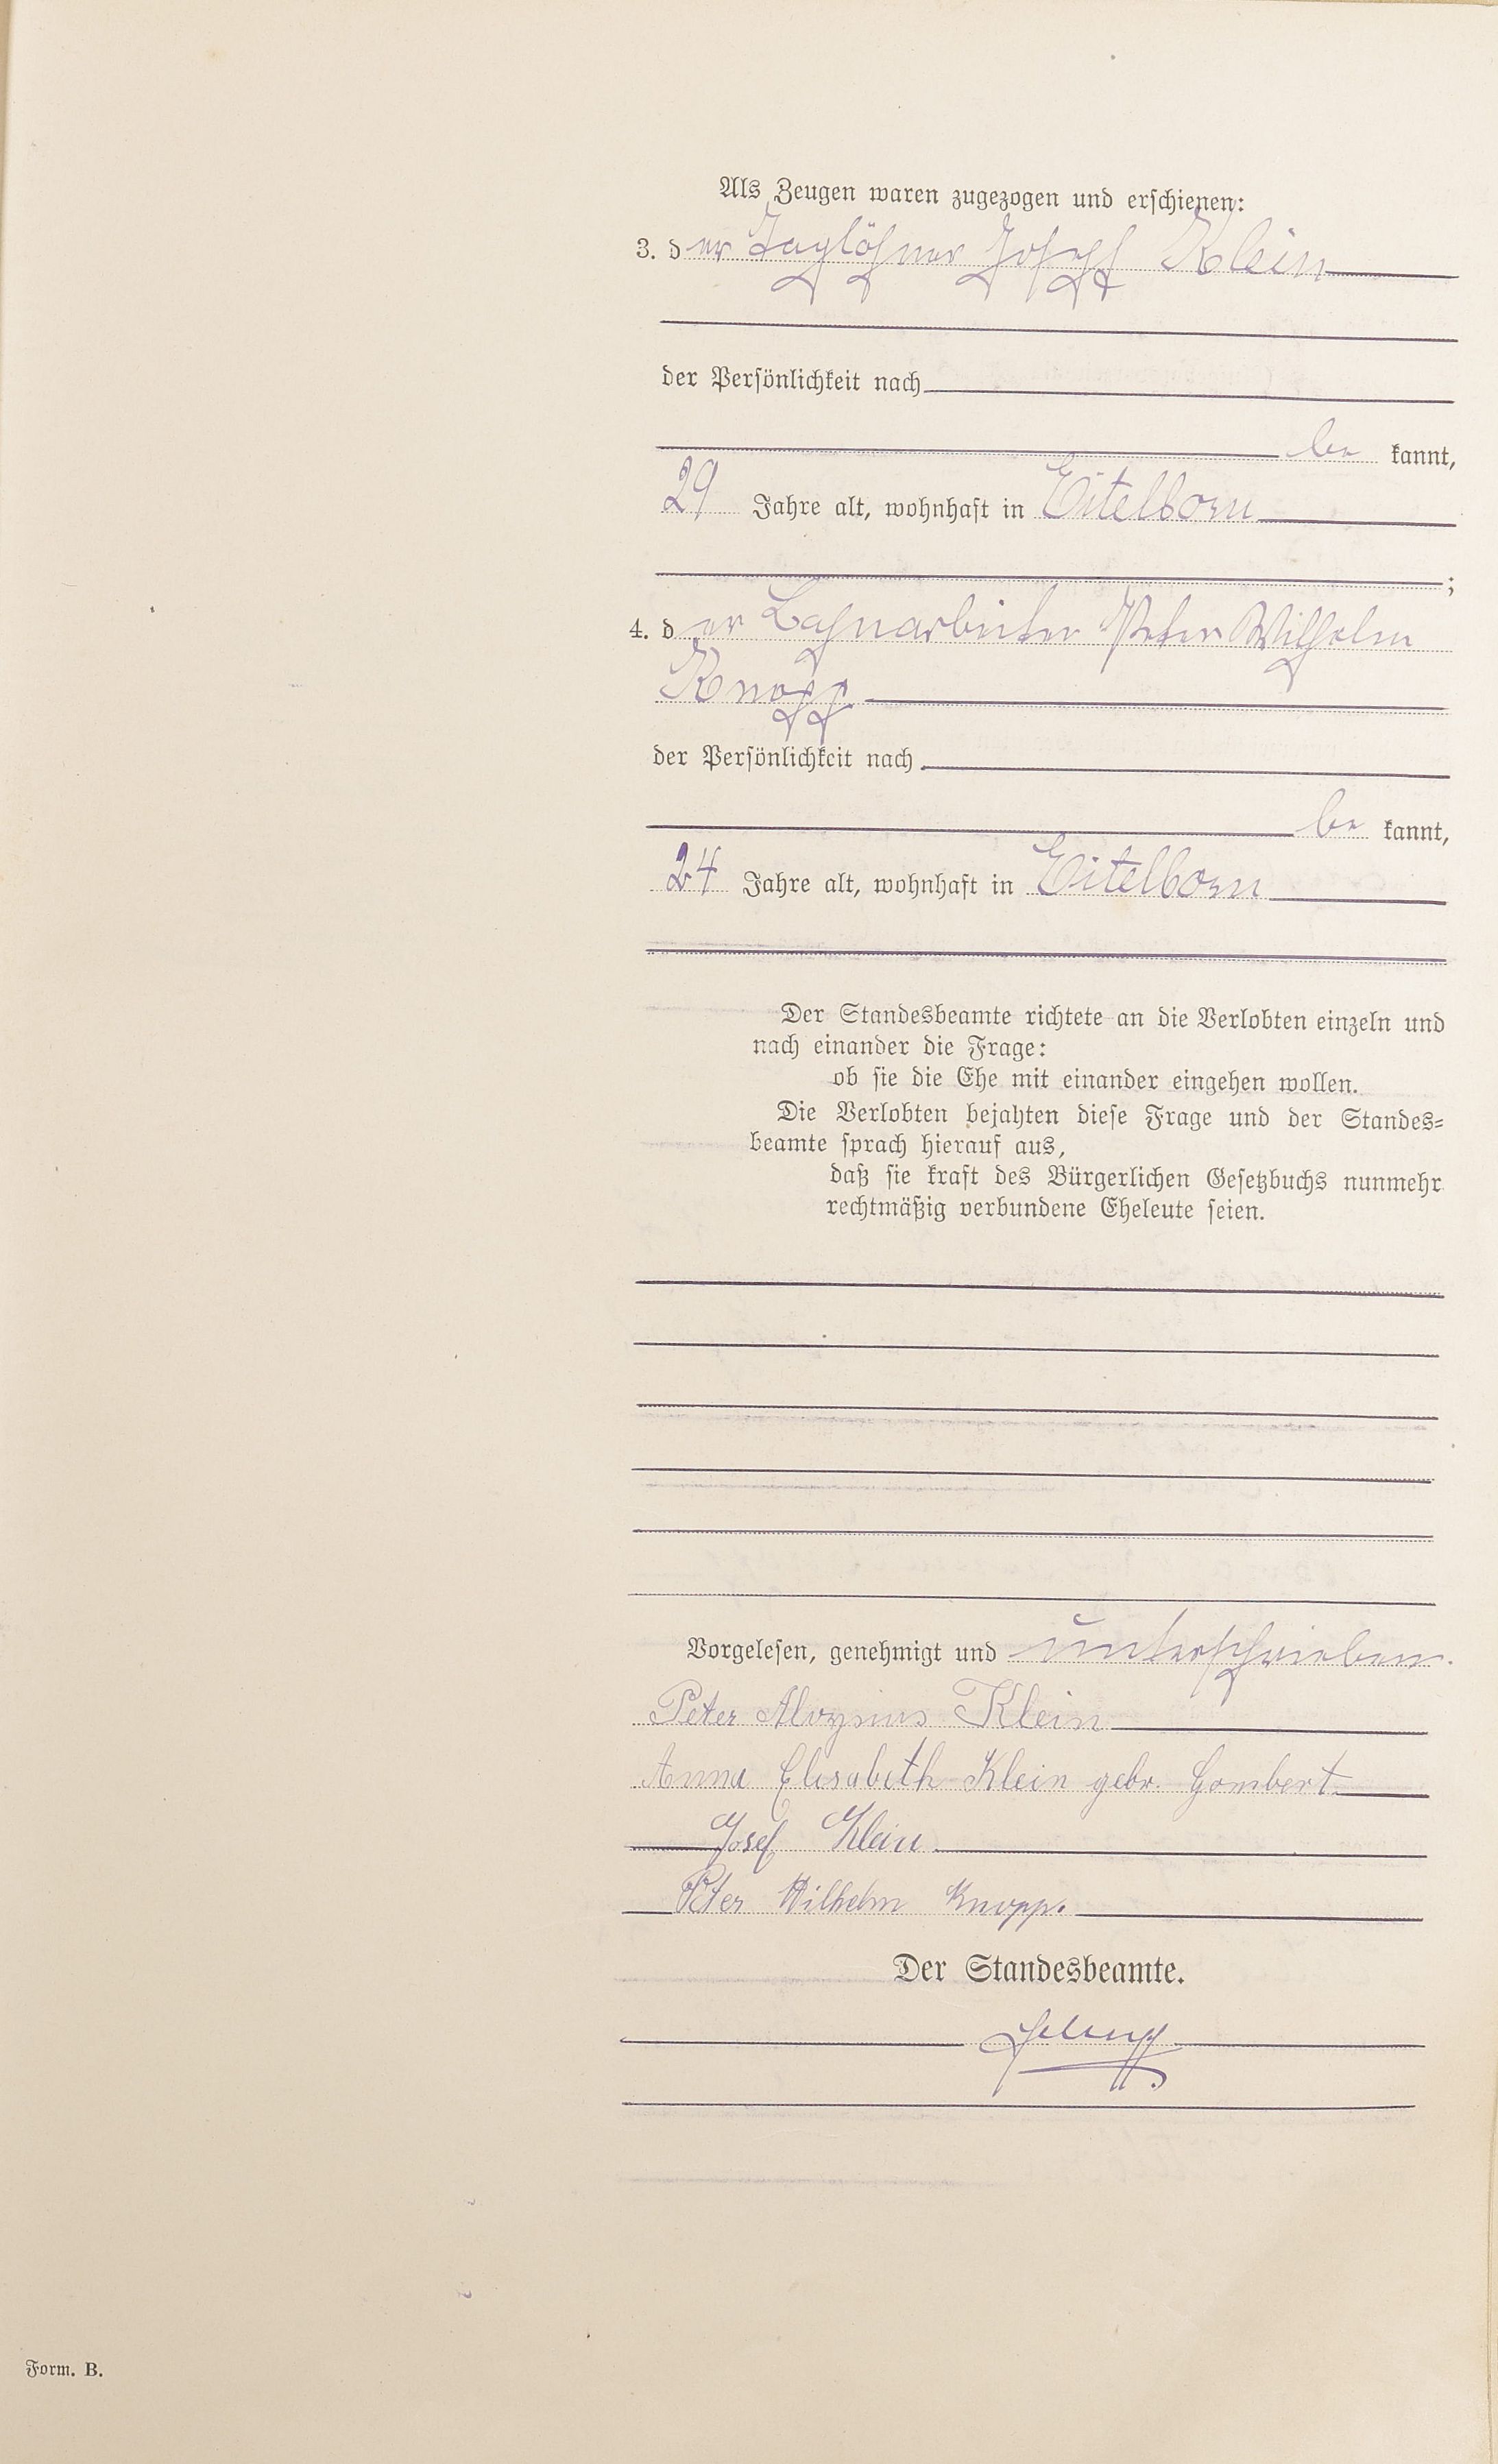 Als Zeugen waren zugezogen und erschienen:
3. der Taglöhner Joseph Klein
der Persönlichkeit nach
be kannt,
29 Jahre alt, wohnhaft in Eitelborn
;
4. der Bahnarbeiter Peter Wilhelm
Knopp
der Persönlichkeit nach
be kannt,
24 Jahre alt, wohnhaft in Eitelborn
Der Standesbeamte richtete an die Verlobten einzeln und
nach einander die Frage:
ob sie die Ehe mit einander eingehen wollen.
Die Verlobten bejahten diese Frage und der Standes=
beamte sprach hierauf aus,
daß sie kraft des Bürgerlichen Gesetzbuchs nunmehr
rechtmäßig verbundene Eheleute seien.
Vorgelesen, genehmigt und unterschrieben.
Peter Aloysius Klein
Anna Elisabeth Klein gebr. Gombert
Josef Klein
Peter Wilhelm Knopp.
Der Standesbeamte.
Form. B.